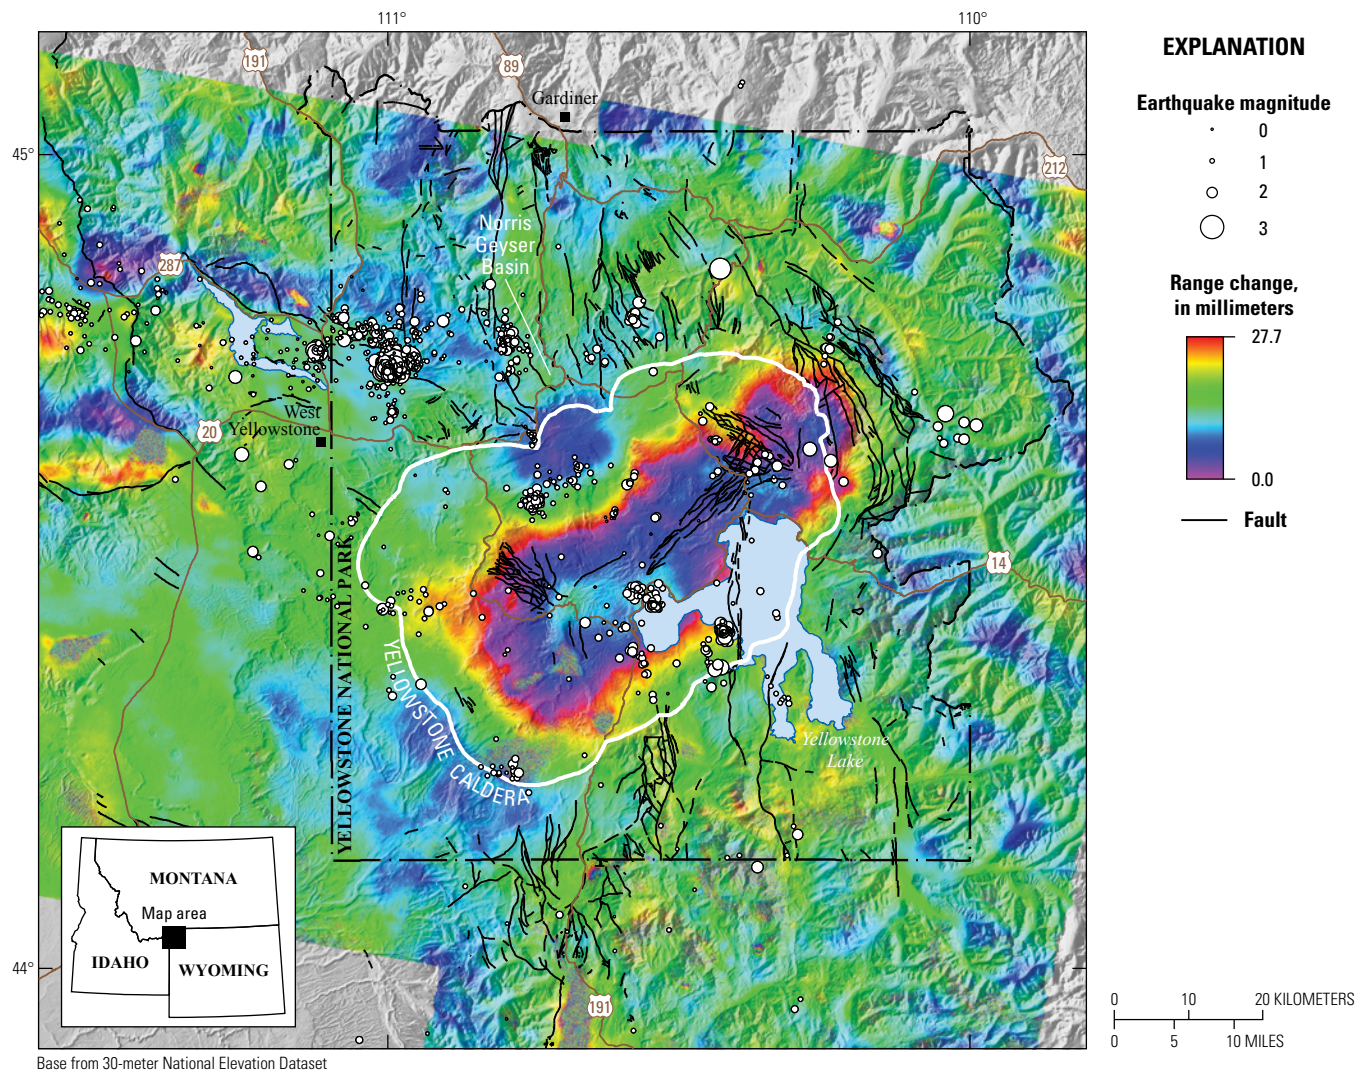 111°
110°
191
89
Gardiner
45°
212
Norris
Geyser
Basin
287
West
Yellowstone
20
14
YELLOWSTONE NATIONAL PARK
YELLOWSTONE CALDERA
Yellowstone
Lake
MONTANA
Map area
IDAHO
WYOMING
44°
191
Base from 30-meter National Elevation Dataset
EXPLANATION
Earthquake magnitude
0
1
2
3
Range change,
in millimeters
27.7
0.0
Fault
0 10 20 KILOMETERS
0 5 10 MILES